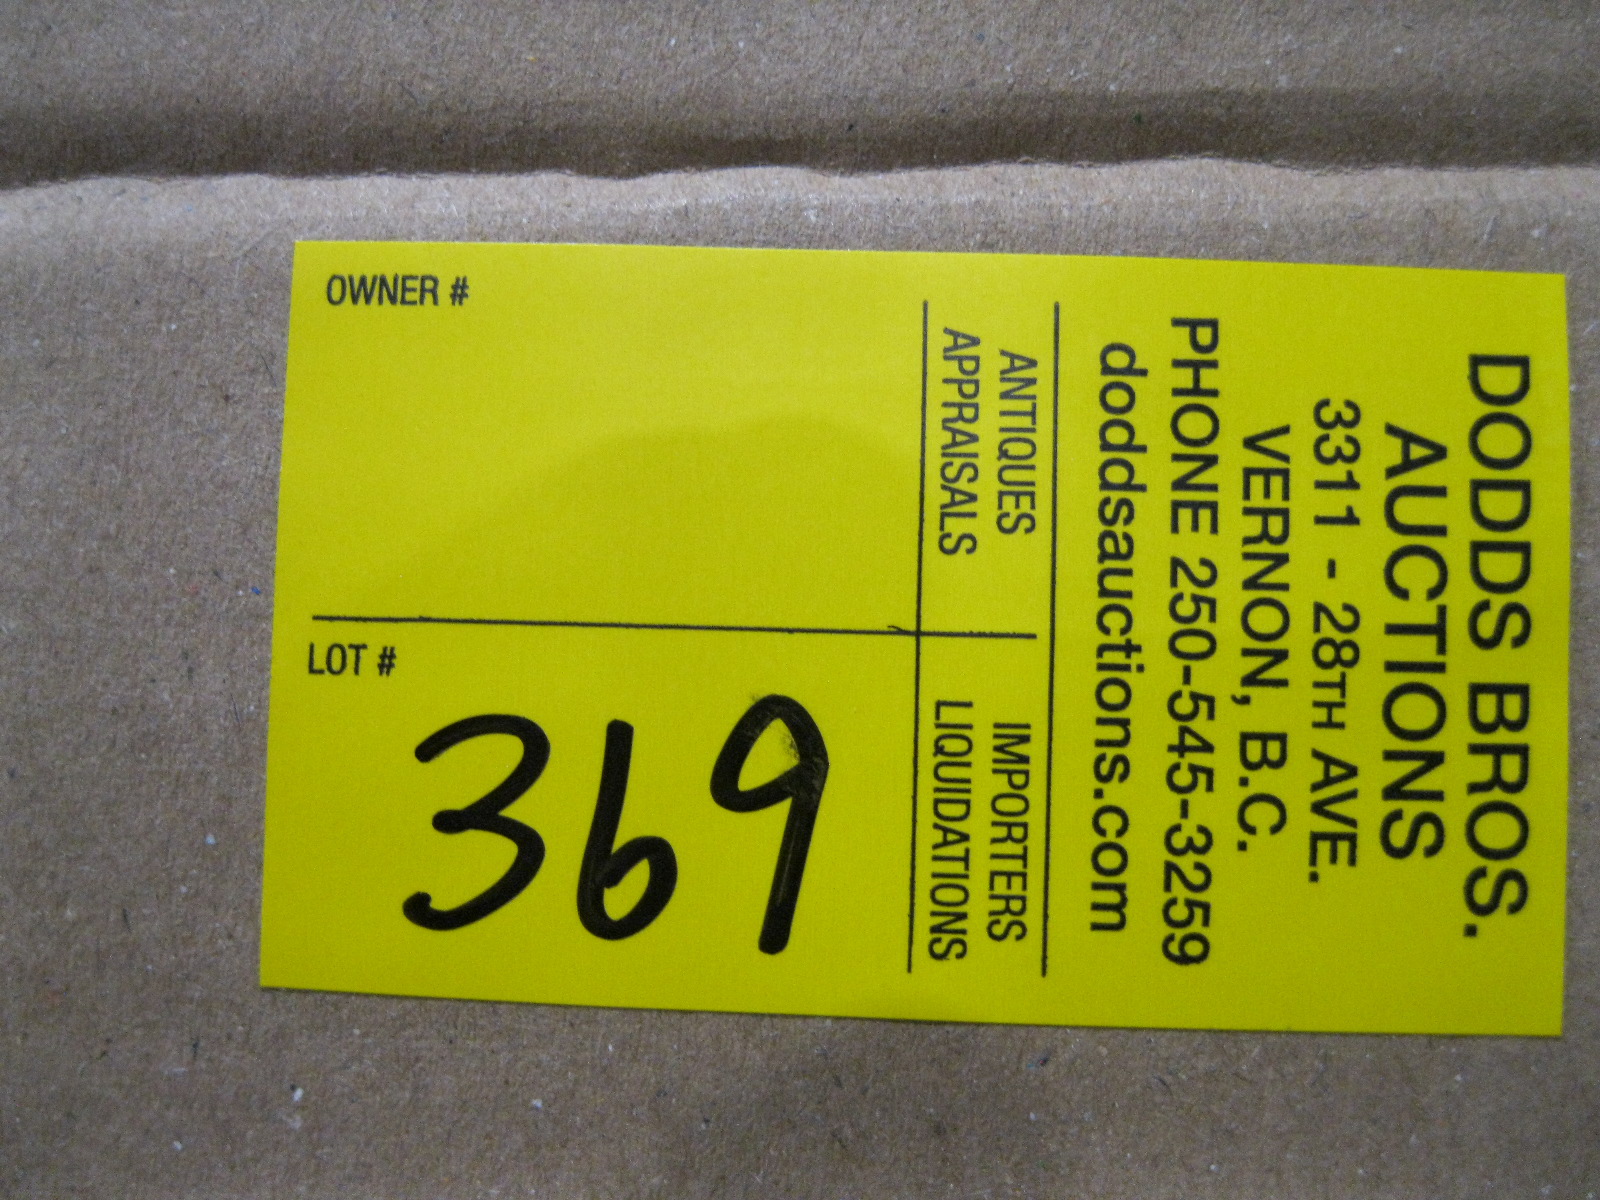 DODDS BROS.
AUCTIONS
3311 - 28TH AVE.
VERNON, B.C.
PHONE 250-545-3259
doddsauctions.com
ANTIQUES
APPRAISALS
IMPORTERS
LIQUIDATIONS
OWNER #
LOT #
369